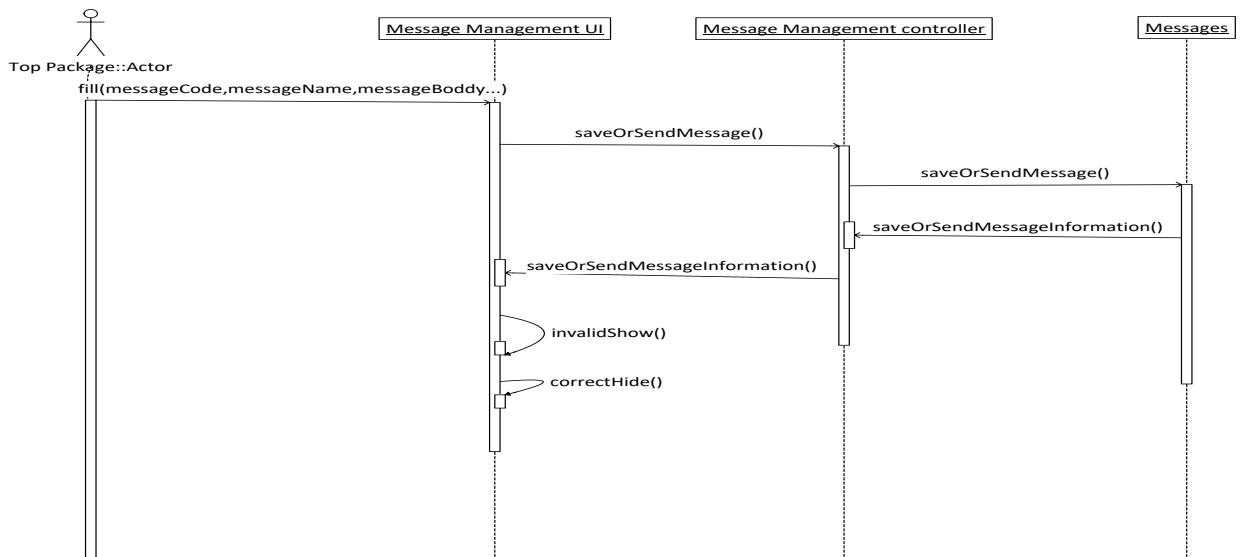 Message Management UI
Message Management controller
Messages
Top Package::Actor
fill(messageCode,messageName,messageBoddy...)
saveOrSendMessage()
saveOrSendMessage()
saveOrSendMessageInformation()
saveOrSendMessageInformation()
invalidShow()
correctHide()